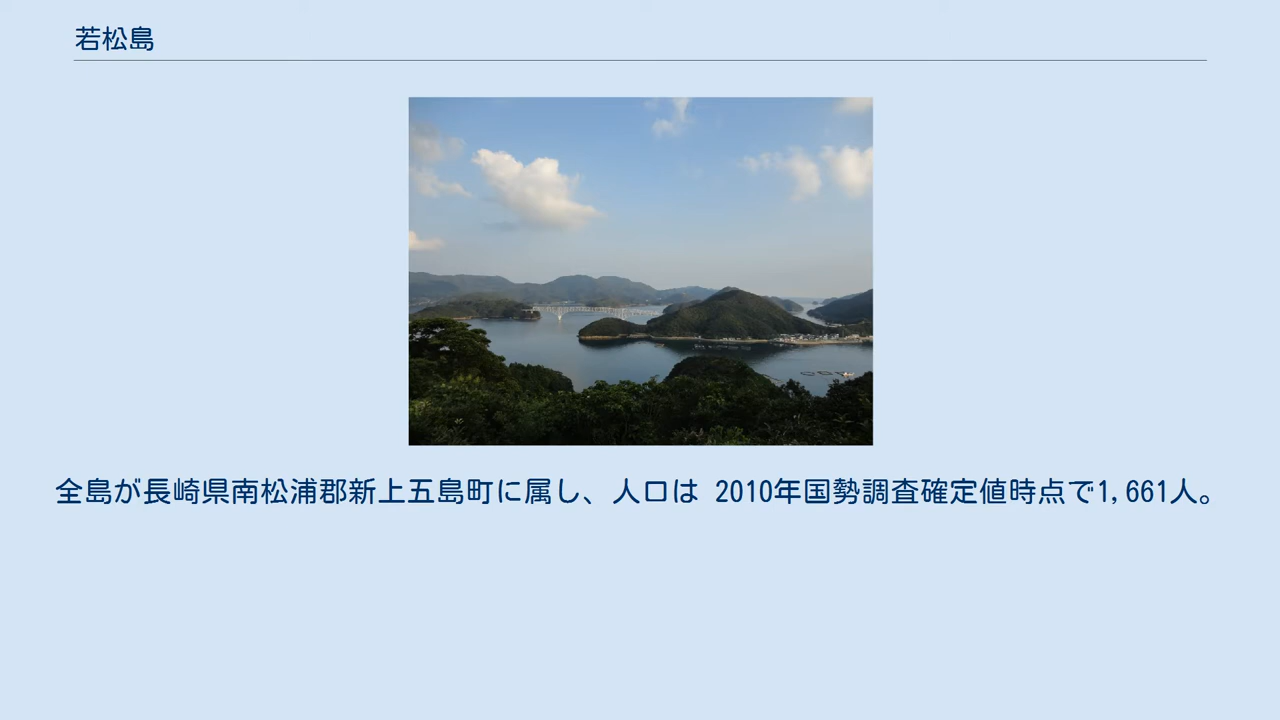 若松島
全島が長崎県南松浦郡新上五島町に属し、人口は 2010年国勢調査確定値時点で1,661人。